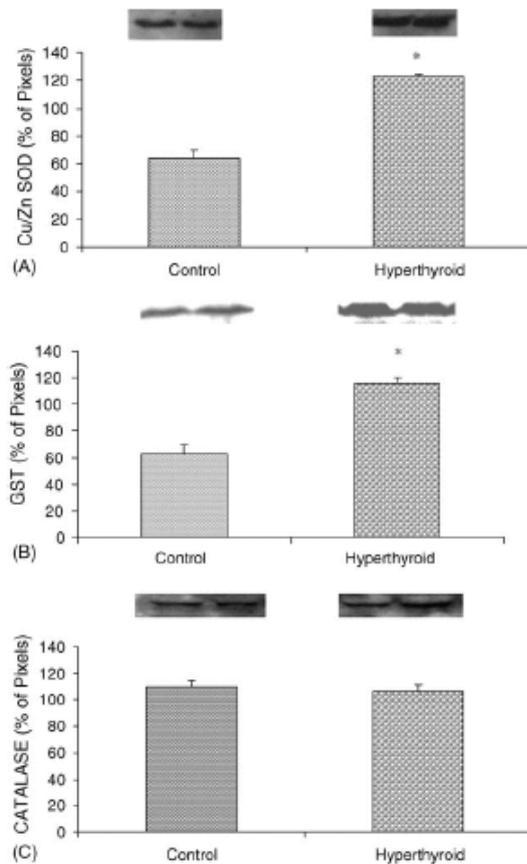 140
120
100
80
60
40
20
0
Cu/Zn SOD (% of Pixels)
*
(A)
Control Hyperthyroid
140
120
100
80
60
40
20
0
GST (% of Pixels)
*
(B)
Control Hyperthyroid
140
120
100
80
60
40
20
0
CATALASE (% of Pixels)
(C)
Control Hyperthyroid